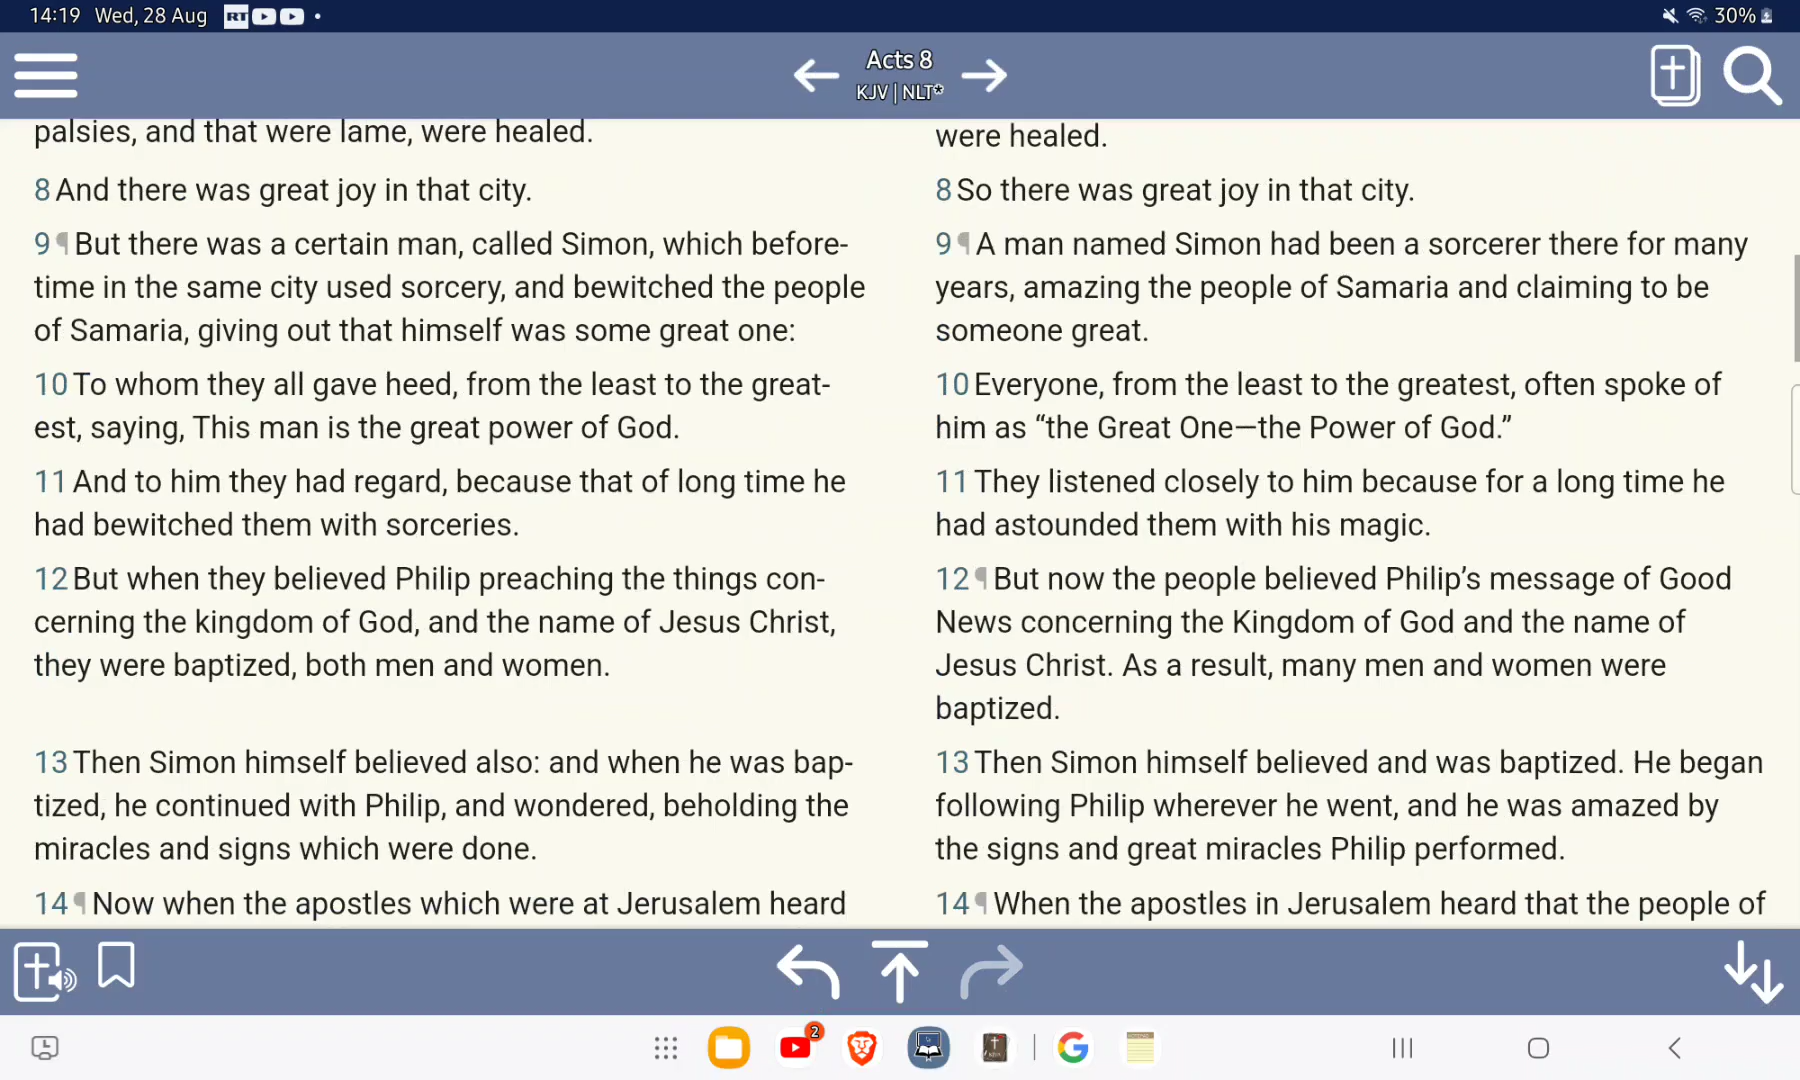 14:19 Wed, 28 Aug RT
30%
Acts 8
KJV | NLT*
palsies, and that were lame, were healed.
8 And there was great joy in that city.
9 ¶ But there was a certain man, called Simon, which before-
time in the same city used sorcery, and bewitched the people
of Samaria, giving out that himself was some great one:
10 To whom they all gave heed, from the least to the great-
est, saying, This man is the great power of God.
11 And to him they had regard, because that of long time he
had bewitched them with sorceries.
12 But when they believed Philip preaching the things con-
cerning the kingdom of God, and the name of Jesus Christ,
they were baptized, both men and women.
13 Then Simon himself believed also: and when he was bap-
tized, he continued with Philip, and wondered, beholding the
miracles and signs which were done.
14 ¶ Now when the apostles which were at Jerusalem heard
were healed.
8 So there was great joy in that city.
9 ¶ A man named Simon had been a sorcerer there for many
years, amazing the people of Samaria and claiming to be
someone great.
10 Everyone, from the least to the greatest, often spoke of
him as “the Great One—the Power of God.”
11 They listened closely to him because for a long time he
had astounded them with his magic.
12 ¶ But now the people believed Philip’s message of Good
News concerning the Kingdom of God and the name of
Jesus Christ. As a result, many men and women were
baptized.
13 Then Simon himself believed and was baptized. He began
following Philip wherever he went, and he was amazed by
the signs and great miracles Philip performed.
14 ¶ When the apostles in Jerusalem heard that the people of
2